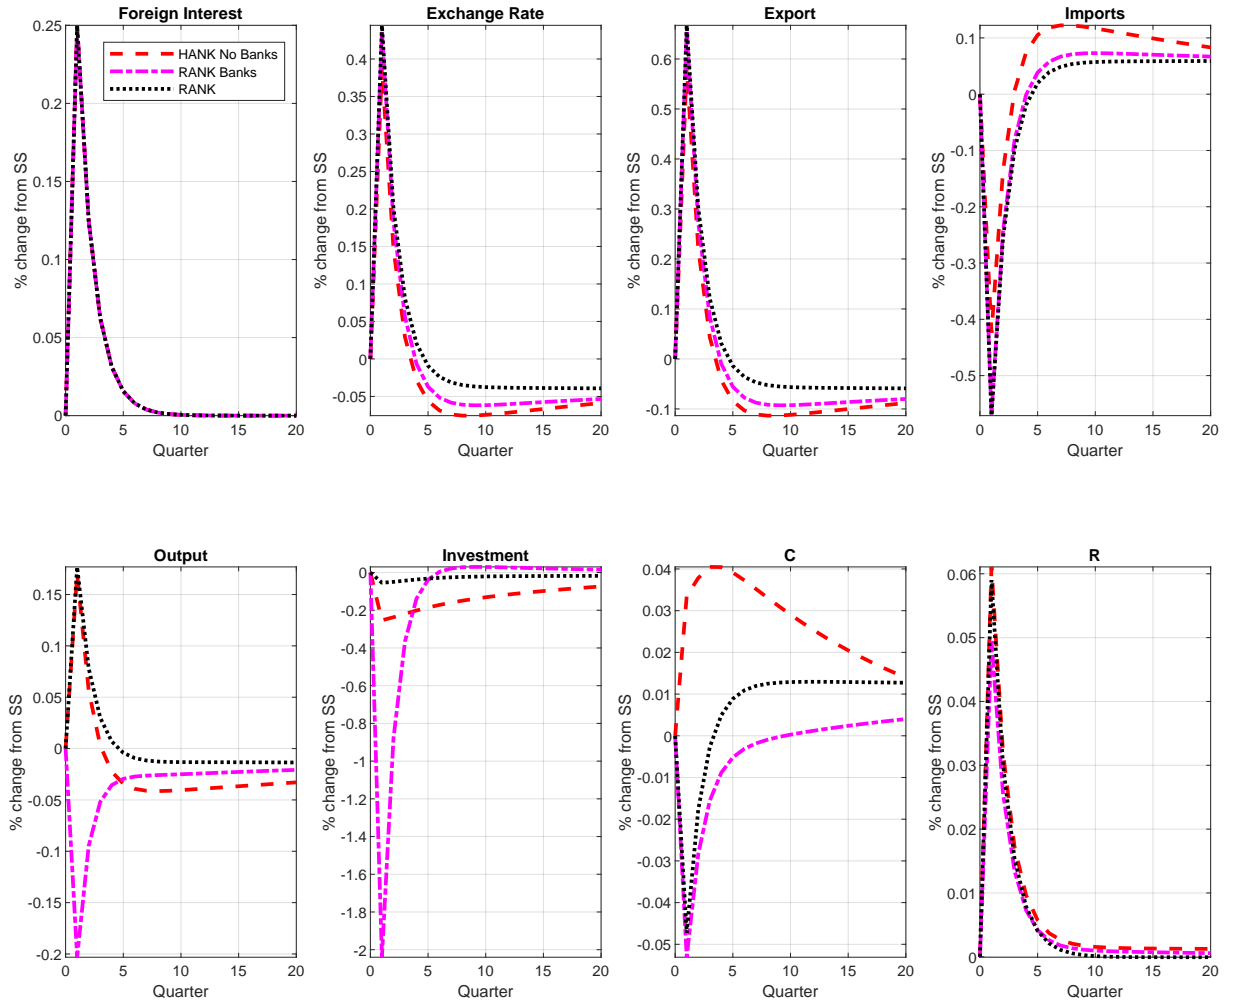 Foreign Interest
% change from SS
0.25
0.2
0.15
0.1
0.05
0
0 5 10 15 20
Quarter
HANK No Banks
RANK Banks
RANK
Exchange Rate
% change from SS
0.4
0.35
0.3
0.25
0.2
0.15
0.1
0.05
0
-0.05
0 5 10 15 20
Quarter
Export
% change from SS
0.6
0.5
0.4
0.3
0.2
0.1
0
-0.1
0 5 10 15 20
Quarter
Imports
% change from SS
0.1
0
-0.1
-0.2
-0.3
-0.4
-0.5
0 5 10 15 20
Quarter
Output
% change from SS
0.15
0.1
0.05
0
-0.05
-0.1
-0.15
-0.2
0 5 10 15 20
Quarter
Investment
% change from SS
0
-0.2
-0.4
-0.6
-0.8
-1
-1.2
-1.4
-1.6
-1.8
-2
0 5 10 15 20
Quarter
C
% change from SS
0.04
0.03
0.02
0.01
0
-0.01
-0.02
-0.03
-0.04
-0.05
0 5 10 15 20
Quarter
R
% change from SS
0.06
0.05
0.04
0.03
0.02
0.01
0
0 5 10 15 20
Quarter